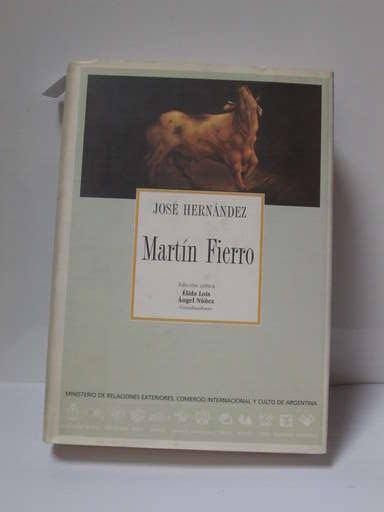 JOSÉ HERNÁNDEZ
Martín Fierro
Edición crítica
Élida Lois
Ángel Núñez
Coordinadores
MINISTERIO DE RELACIONES EXTERIORES, COMERCIO INTERNACIONAL Y CULTO DE ARGENTINA